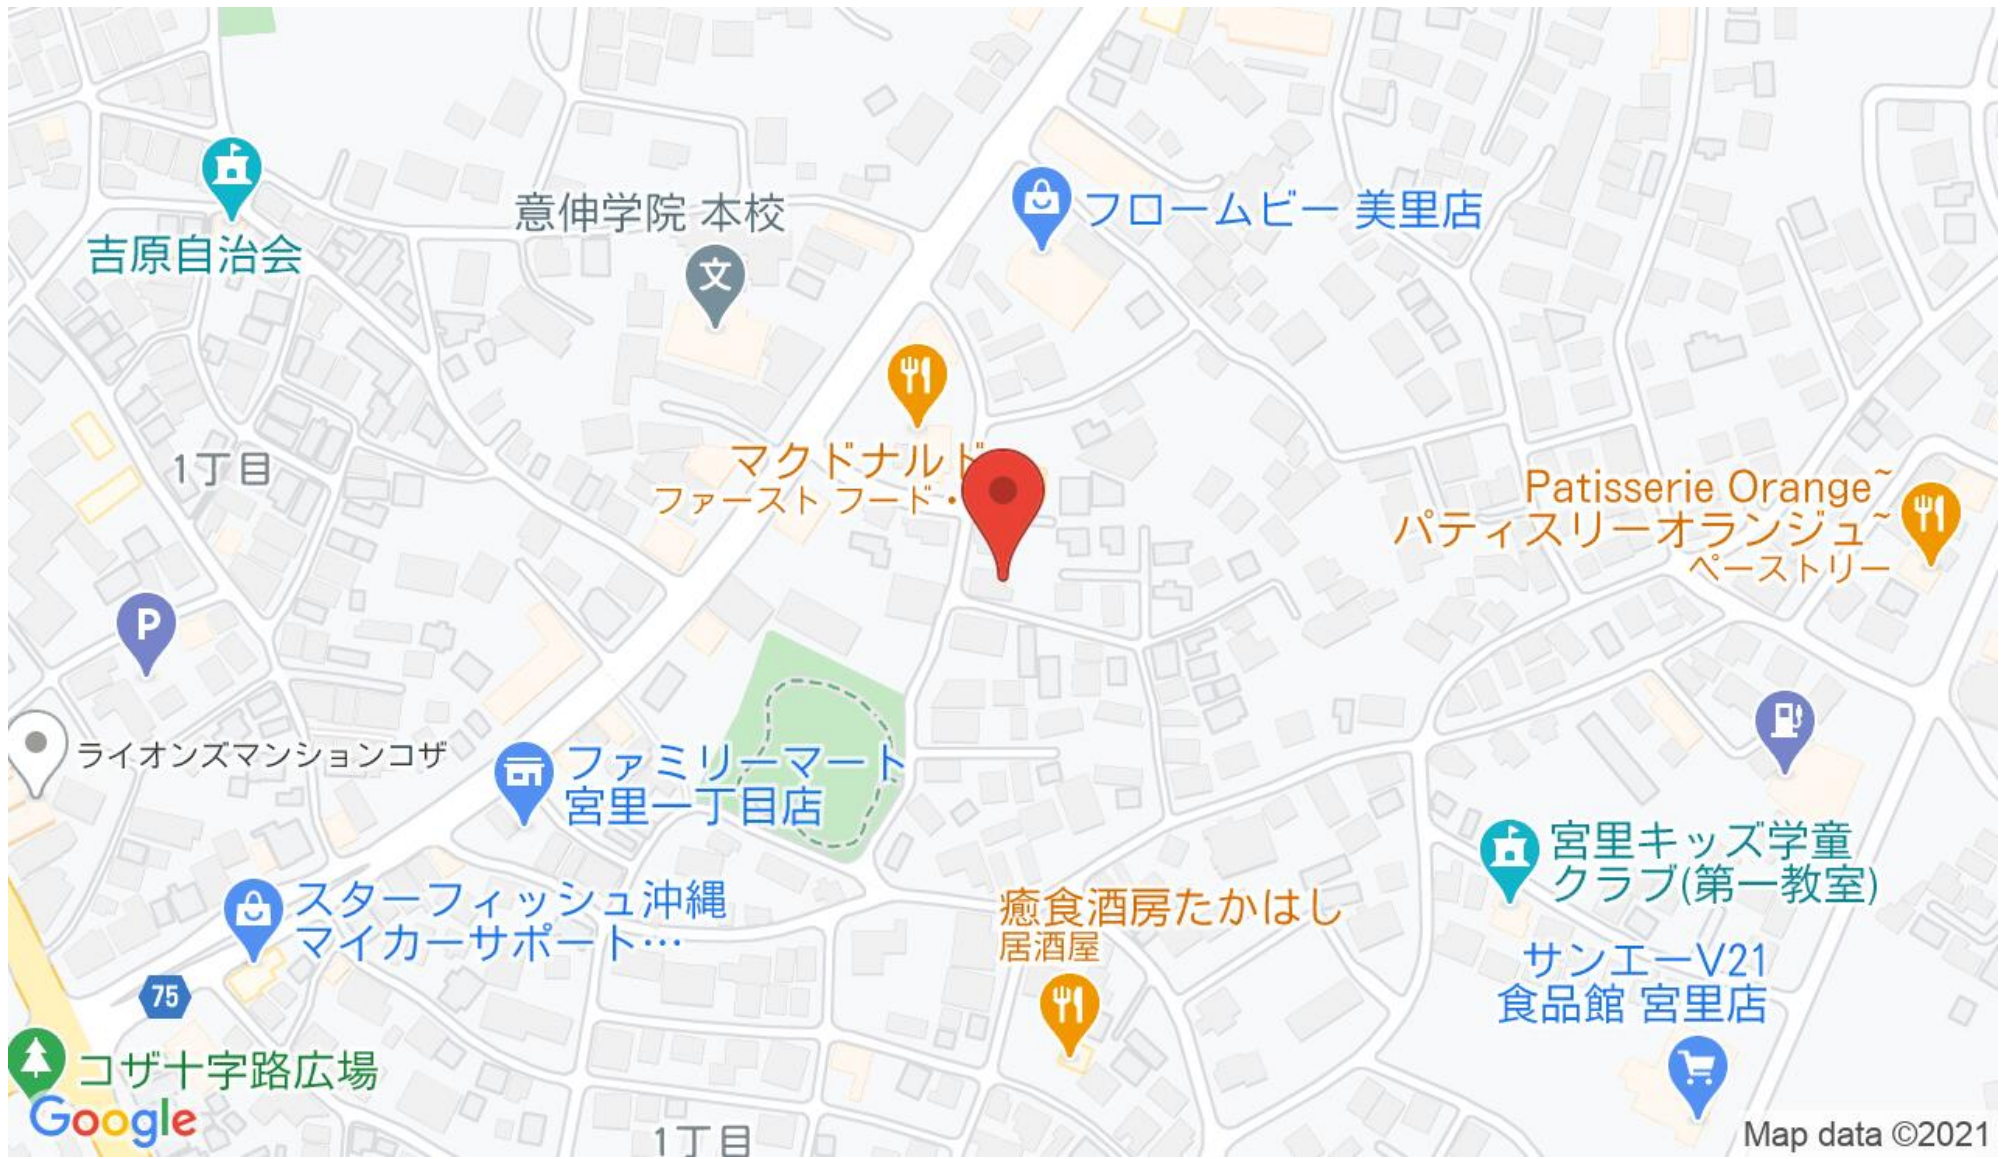 意伸学院 本校
フロームビー 美里店
吉原自治会
マクドナルド
ファースト フード・
1丁目
Patisserie Orange~
パティスリーオランジュ~
ペーストリー
P
ライオンズマンションコザ
ファミリーマート
宮里一丁目店
宮里キッズ学童
クラブ(第一教室)
スターフィッシュ沖縄
マイカーサポート…
癒食酒房たかはし
居酒屋
サンエーV21
食品館 宮里店
75
コザ十字路広場
Google
1丁目
Map data ©2021
文